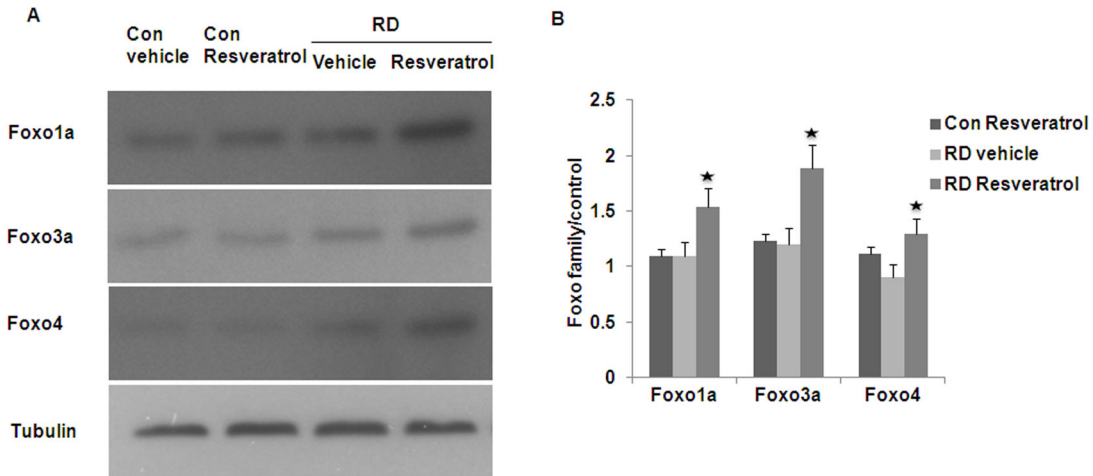 A
Con vehicle
Con Resveratrol
RD
Vehicle Resveratrol
Foxo1a
Foxo3a
Foxo4
Tubulin
B
Foxo family/control
2.5
2
1.5
1
0.5
0
Foxo1a Foxo3a Foxo4
Con Resveratrol
RD vehicle
RD Resveratrol